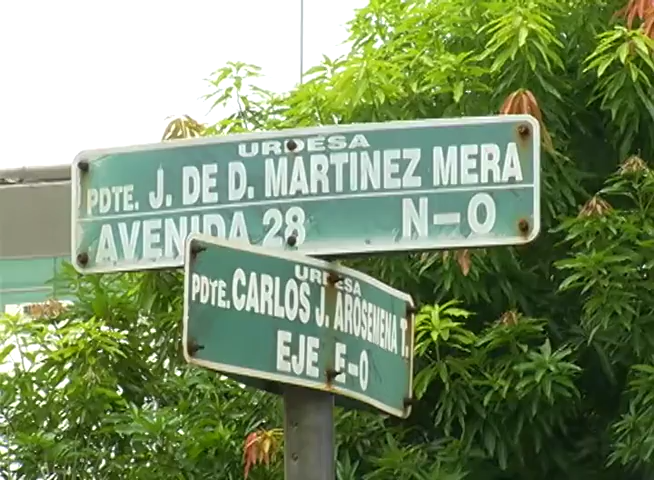 URDESA
PDTE. J. DE D. MARTINEZ MERA
AVENIDA 28 N-O
URDESA
PDTE. CARLOS J. AROSEMENA T.
EJE E-O